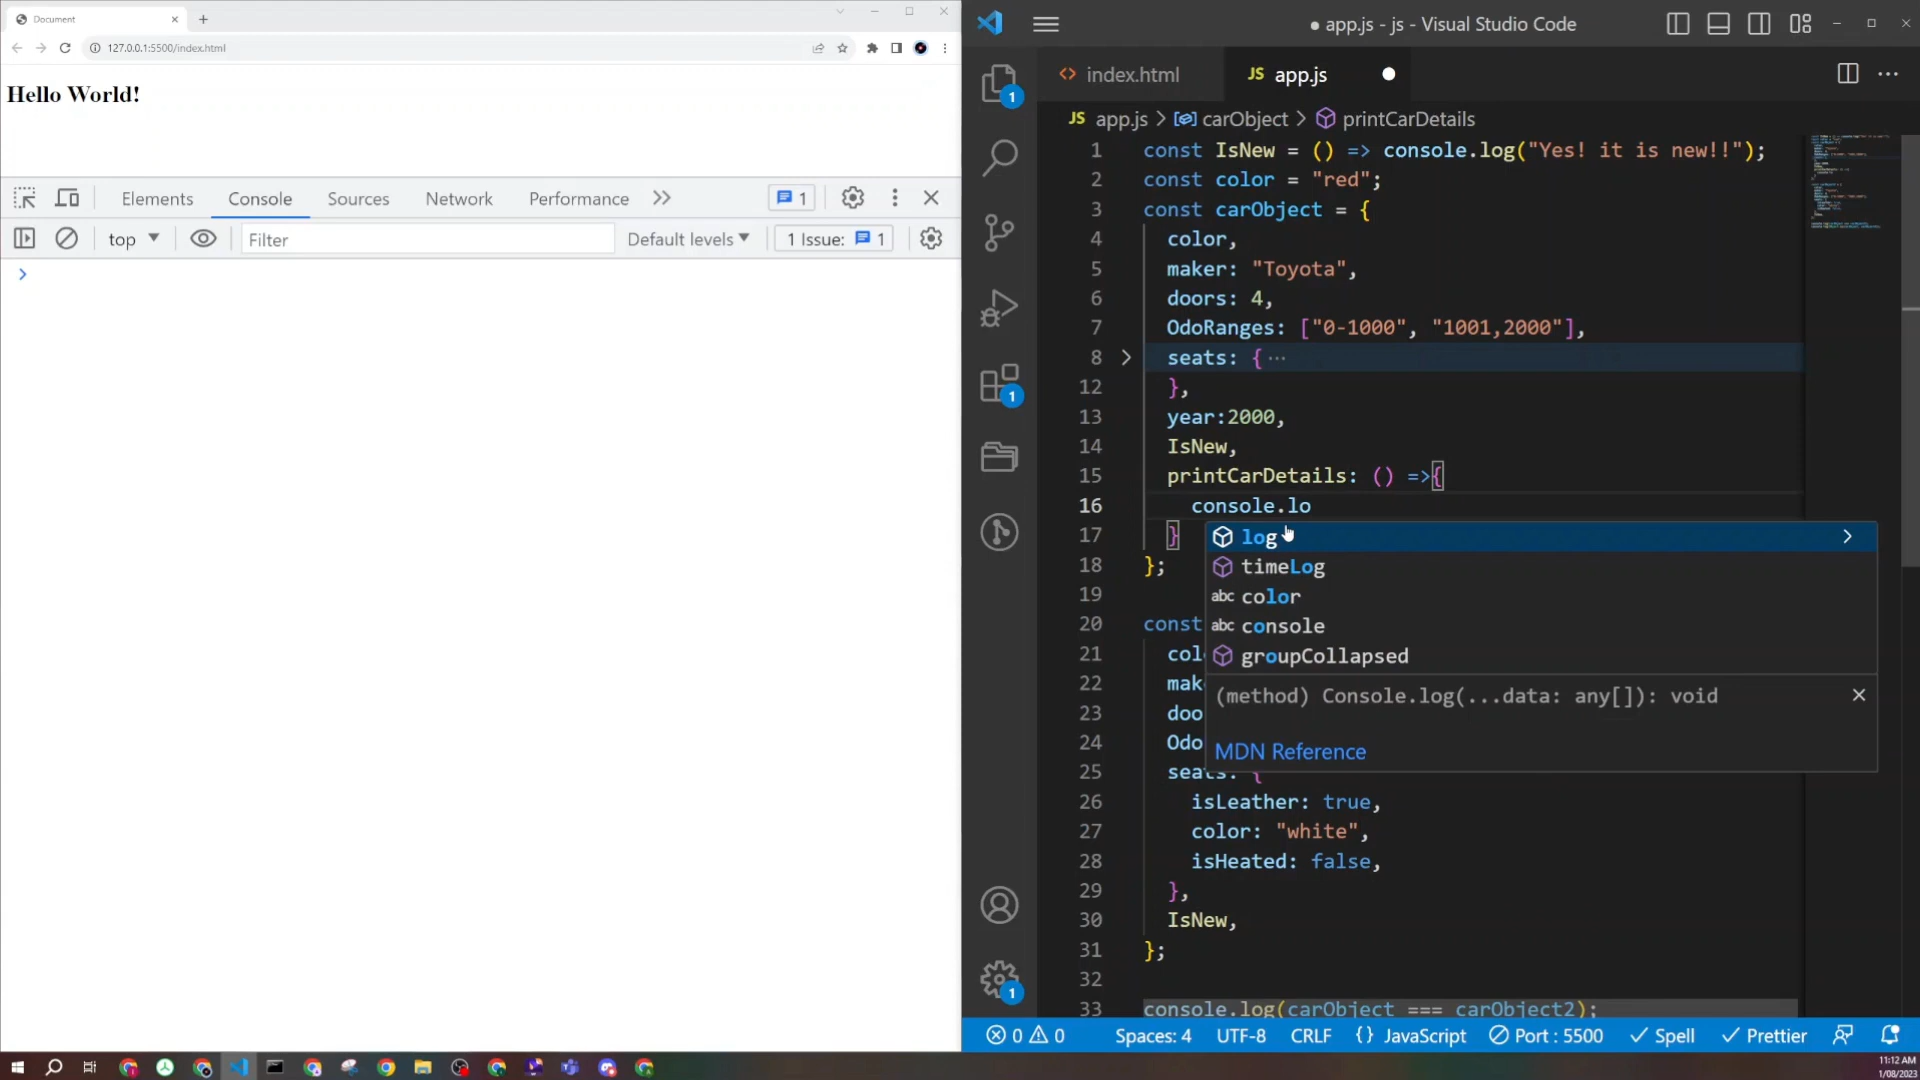 Document
127.0.0.1:5500/index.html
Hello World!
Elements Console Sources Network Performance 1
top Filter Default levels 1 Issue: 1
app.js - js - Visual Studio Code
index.html
JS app.js
JS app.js > carObject > printCarDetails
1 const IsNew = () => console.log("Yes! it is new!!");
2 const color = "red";
3 const carObject = {
4 color,
5 maker: "Toyota",
6 doors: 4,
7 OdoRanges: ["0-1000", "1001,2000"],
8 seats: { ···
12 },
13 year:2000,
14 IsNew,
15 printCarDetails: () =>{
16 console.lo
17 }
18 };
19
20 const
21 col
22 mak
23 doo
24 Odo
25 seats: {
26 isLeather: true,
27 color: "white",
28 isHeated: false,
29 },
30 IsNew,
31 };
32
33 console.log(carObject === carObject2);
log
timeLog
abc color
abc console
groupCollapsed
(method) Console.log(...data: any[]): void
MDN Reference
1
1
1
0 0 Spaces: 4 UTF-8 CRLF {} JavaScript Port : 5500 Spell Prettier
11:12 AM
1/08/2023